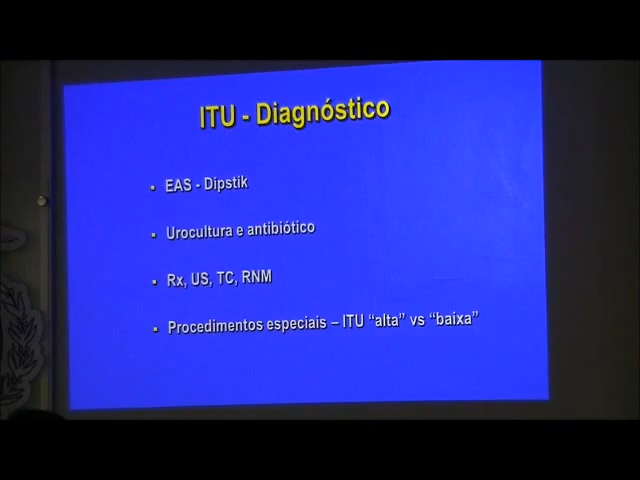 ITU - Diagnóstico
EAS - Dipstik
Urocultura e antibiótico
Rx, US, TC, RNM
Procedimentos especiais – ITU “alta” vs “baixa”